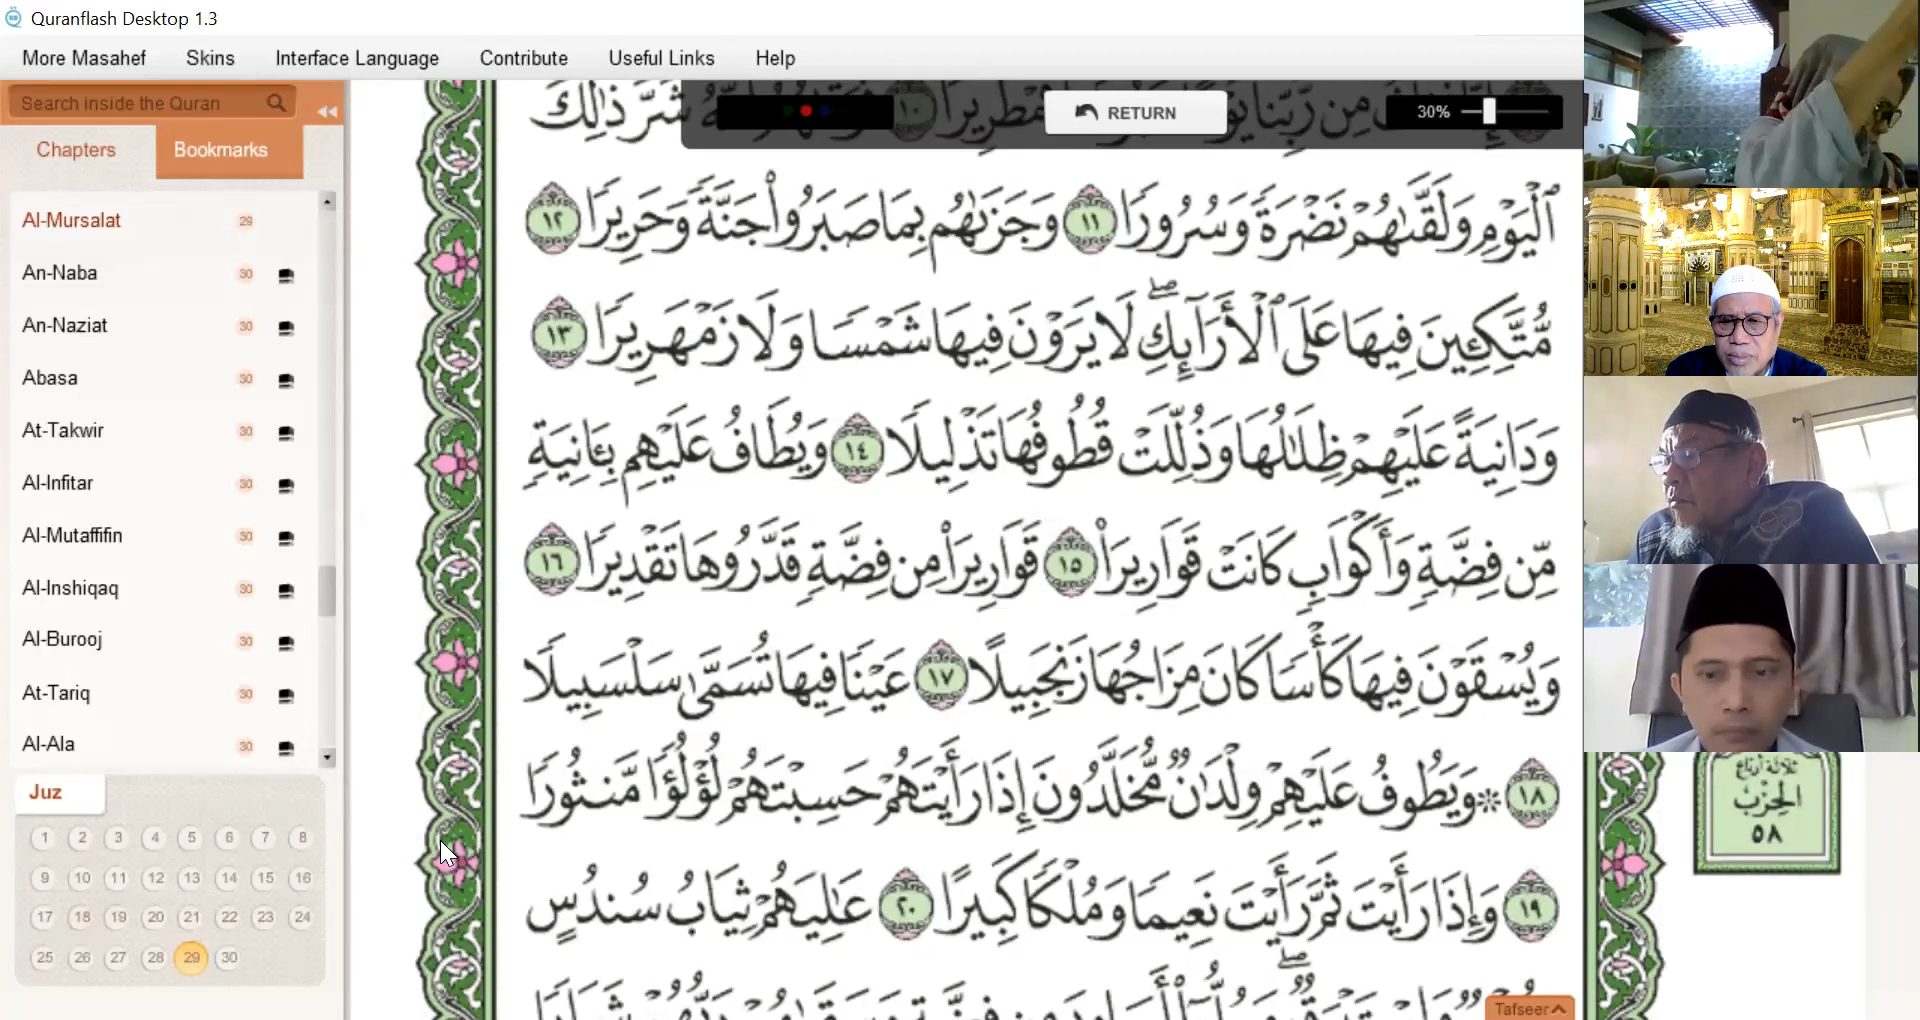 Quranflash Desktop 1.3
More Masahef Skins Interface Language Contribute Useful Links Help
Search inside the Quran
Chapters Bookmarks
Al-Mursalat 29
An-Naba 30
An-Naziat 30
Abasa 30
At-Takwir 30
Al-Infitar 30
Al-Mutaffifin 30
Al-Inshiqaq 30
Al-Burooj 30
At-Tariq 30
Al-Ala 30
Juz
1 2 3 4 5 6 7 8
9 10 11 12 13 14 15 16
17 18 19 20 21 22 23 24
25 26 27 28 29 30
RETURN
30%
شَرَّ ذَٰلِكَ
ٱلْيَوْمِ وَلَقَّىٰهُمْ نَضْرَةً وَسُرُورًا ١١ وَجَزَىٰهُم بِمَا صَبَرُوا۟ جَنَّةً وَحَرِيرًا ١٢
مُّتَّكِـِٔينَ فِيهَا عَلَى ٱلْأَرَآئِكِ ۖ لَا يَرَوْنَ فِيهَا شَمْسًا وَلَا زَمْهَرِيرًا ١٣
وَدَانِيَةً عَلَيْهِمْ ظِلَـٰلُهَا وَذُلِّلَتْ قُطُوفُهَا تَذْلِيلًا ١٤ وَيُطَافُ عَلَيْهِم بِـَٔانِيَةٍ
مِّن فِضَّةٍ وَأَكْوَابٍ كَانَتْ قَوَارِيرَا۠ ١٥ قَوَارِيرَا۟ مِن فِضَّةٍ قَدَّرُوهَا تَقْدِيرًا ١٦
وَيُسْقَوْنَ فِيهَا كَأْسًا كَانَ مِزَاجُهَا زَنجَبِيلًا ١٧ عَيْنًا فِيهَا تُسَمَّىٰ سَلْسَبِيلًا
١٨ ۞ وَيَطُوفُ عَلَيْهِمْ وِلْدَٰنٌ مُّخَلَّدُونَ إِذَا رَأَيْتَهُمْ حَسِبْتَهُمْ لُؤْلُؤًا مَّنثُورًا
١٩ وَإِذَا رَأَيْتَ ثَمَّ رَأَيْتَ نَعِيمًا وَمُلْكًا كَبِيرًا ٢٠ عَـٰلِيَهُمْ ثِيَابُ سُندُسٍ
ثلاثة أرباع
الحزب
٥٨
Tafseer